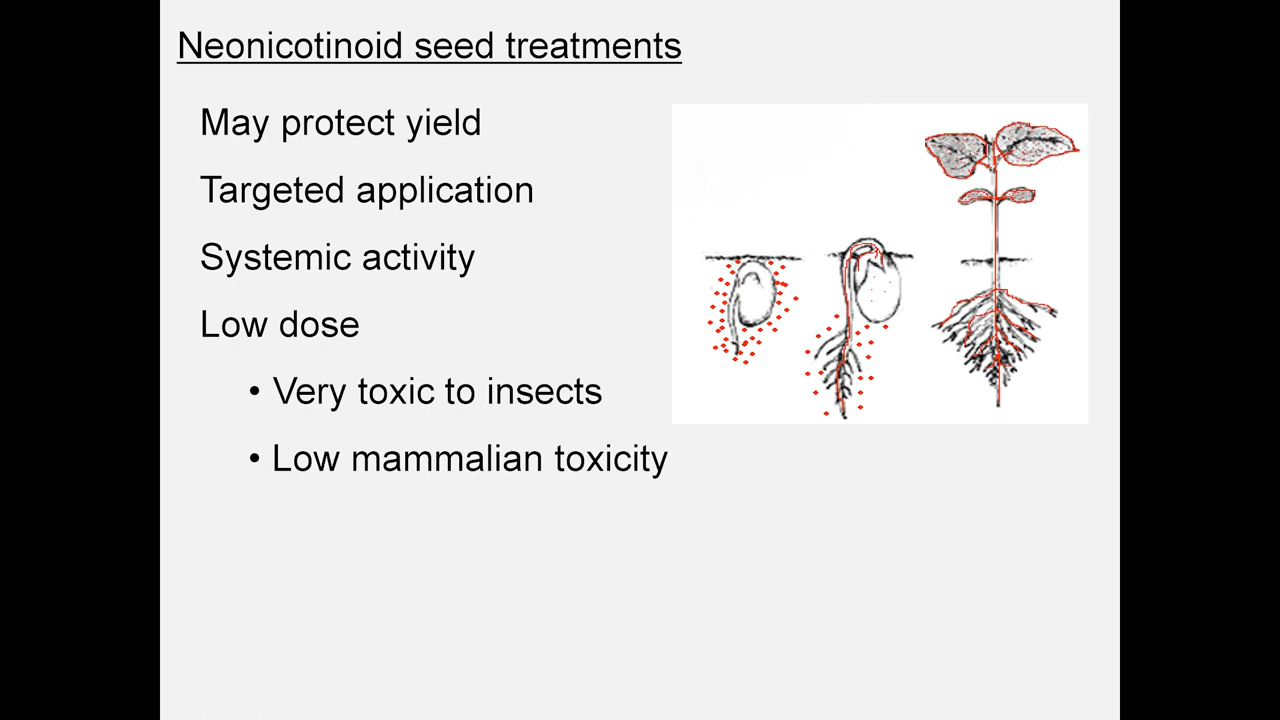 Neonicotinoid seed treatments
May protect yield
Targeted application
Systemic activity
Low dose
• Very toxic to insects
• Low mammalian toxicity